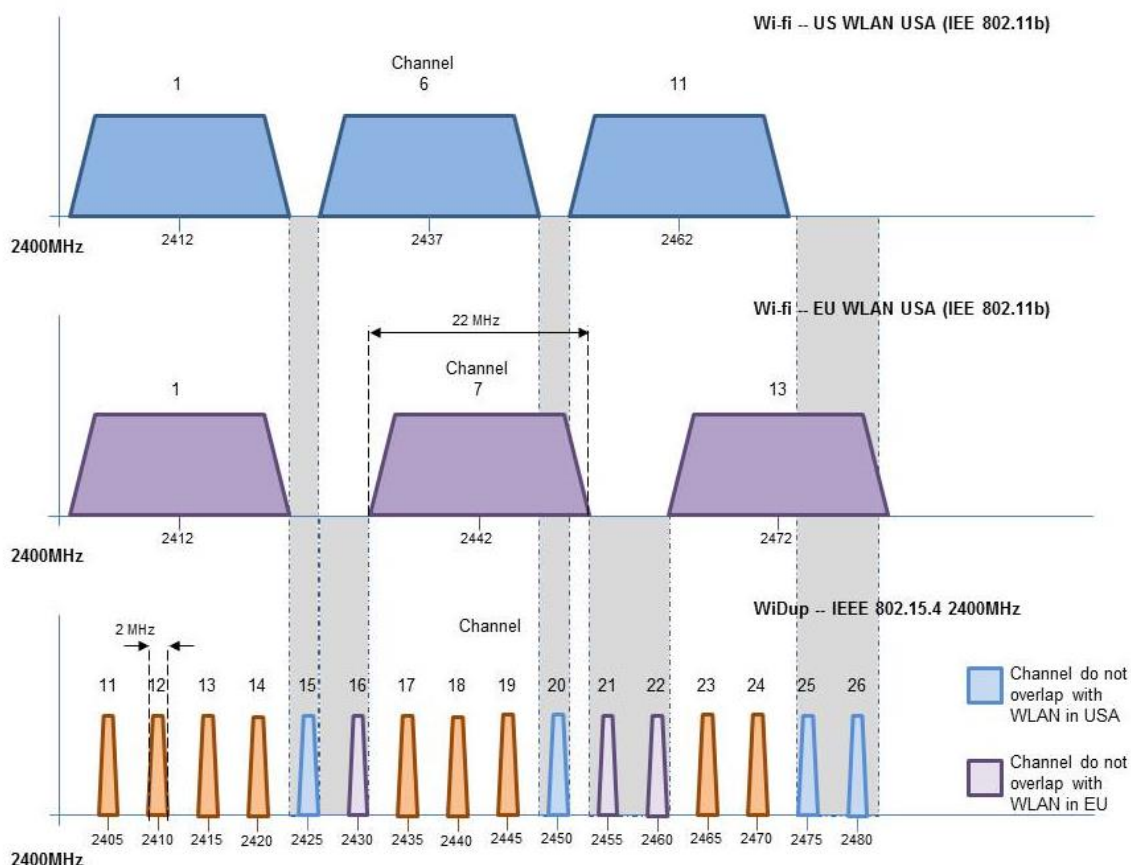 Wi-fi -- US WLAN USA (IEE 802.11b)
Channel
1 6 11
2412 2437 2462
2400MHz
Wi-fi -- EU WLAN USA (IEE 802.11b)
22 MHz
Channel
1 7 13
2412 2442 2472
2400MHz
WiDup -- IEEE 802.15.4 2400MHz
Channel
2 MHz
11 12 13 14 15 16 17 18 19 20 21 22 23 24 25 26
Channel do not
overlap with
WLAN in USA
Channel do not
overlap with
WLAN in EU
2405 2410 2415 2420 2425 2430 2435 2440 2445 2450 2455 2460 2465 2470 2475 2480
2400MHz